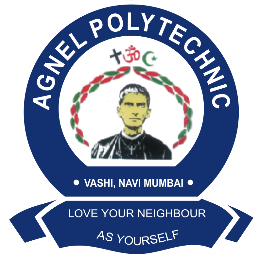 AGNEL POLYTECHNIC
• VASHI, NAVI MUMBAI •
LOVE YOUR NEIGHBOUR
AS YOURSELF